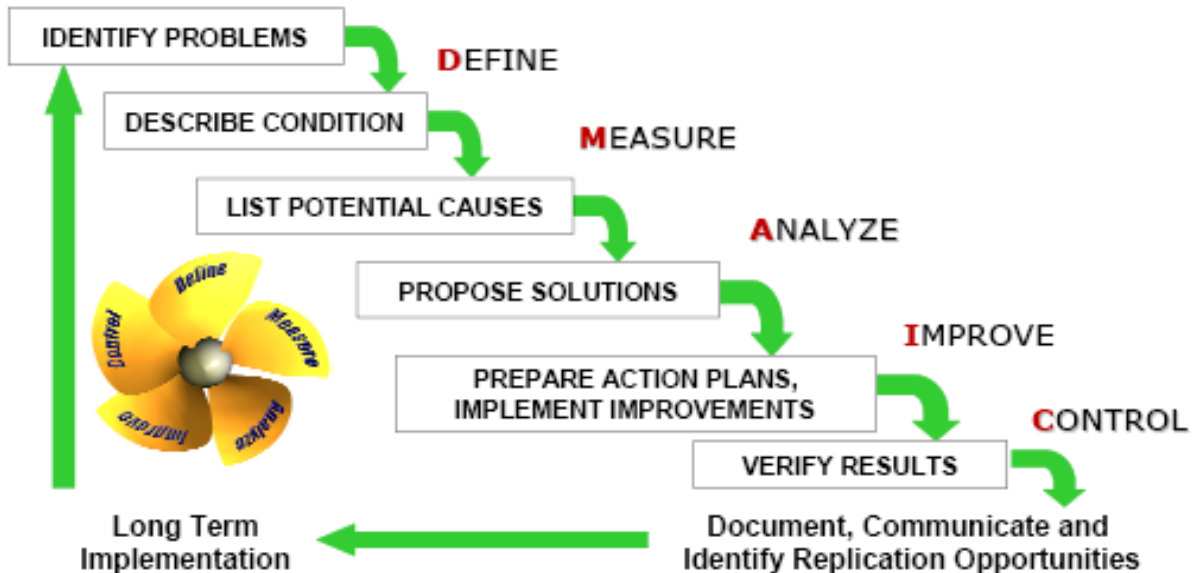 IDENTIFY PROBLEMS
DEFINE
DESCRIBE CONDITION
MEASURE
LIST POTENTIAL CAUSES
ANALYZE
PROPOSE SOLUTIONS
IMPROVE
PREPARE ACTION PLANS,
IMPLEMENT IMPROVEMENTS
CONTROL
VERIFY RESULTS
Define
Measure
Analyze
Improve
Control
Long Term
Implementation
Document, Communicate and
Identify Replication Opportunities